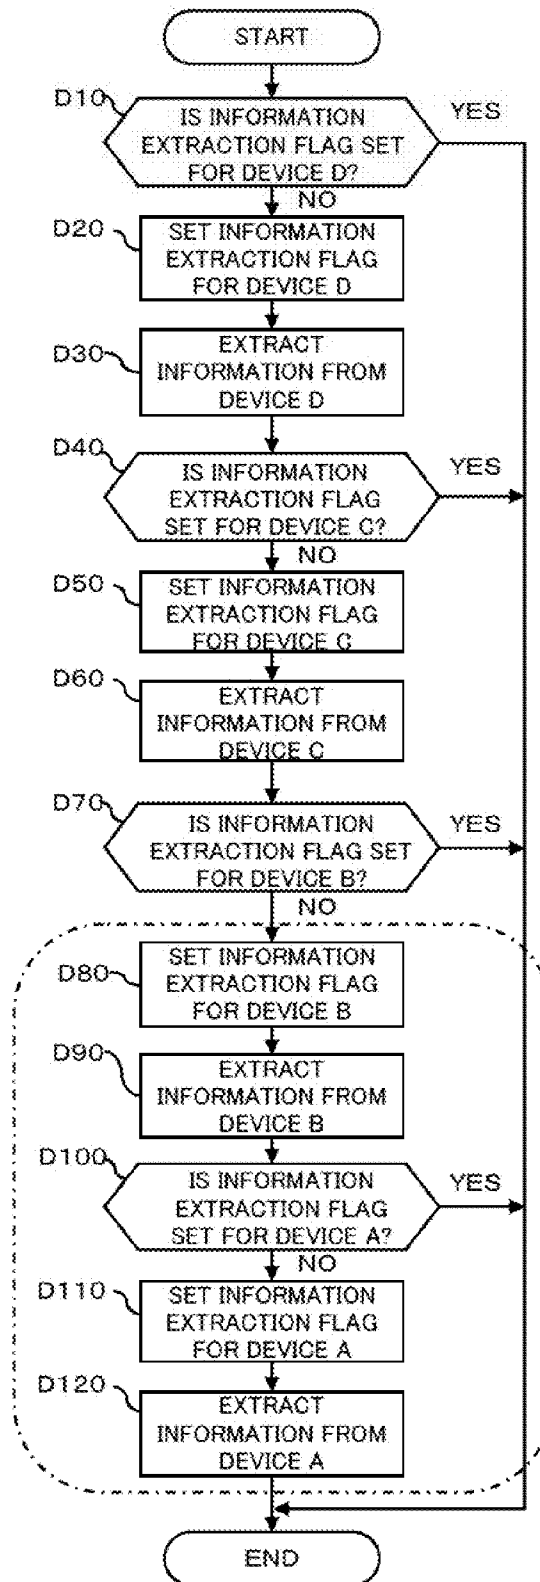 START
D10
IS INFORMATION
EXTRACTION FLAG SET
FOR DEVICE D?
YES
NO
D20
SET INFORMATION
EXTRACTION FLAG
FOR DEVICE D
D30
EXTRACT
INFORMATION FROM
DEVICE D
D40
IS INFORMATION
EXTRACTION FLAG
SET FOR DEVICE C?
YES
NO
D50
SET INFORMATION
EXTRACTION FLAG
FOR DEVICE C
D60
EXTRACT
INFORMATION FROM
DEVICE C
D70
IS INFORMATION
EXTRACTION FLAG SET
FOR DEVICE B?
YES
NO
D80
SET INFORMATION
EXTRACTION FLAG
FOR DEVICE B
D90
EXTRACT
INFORMATION FROM
DEVICE B
D100
IS INFORMATION
EXTRACTION FLAG
SET FOR DEVICE A?
YES
NO
D110
SET INFORMATION
EXTRACTION FLAG
FOR DEVICE A
D120
EXTRACT
INFORMATION FROM
DEVICE A
END